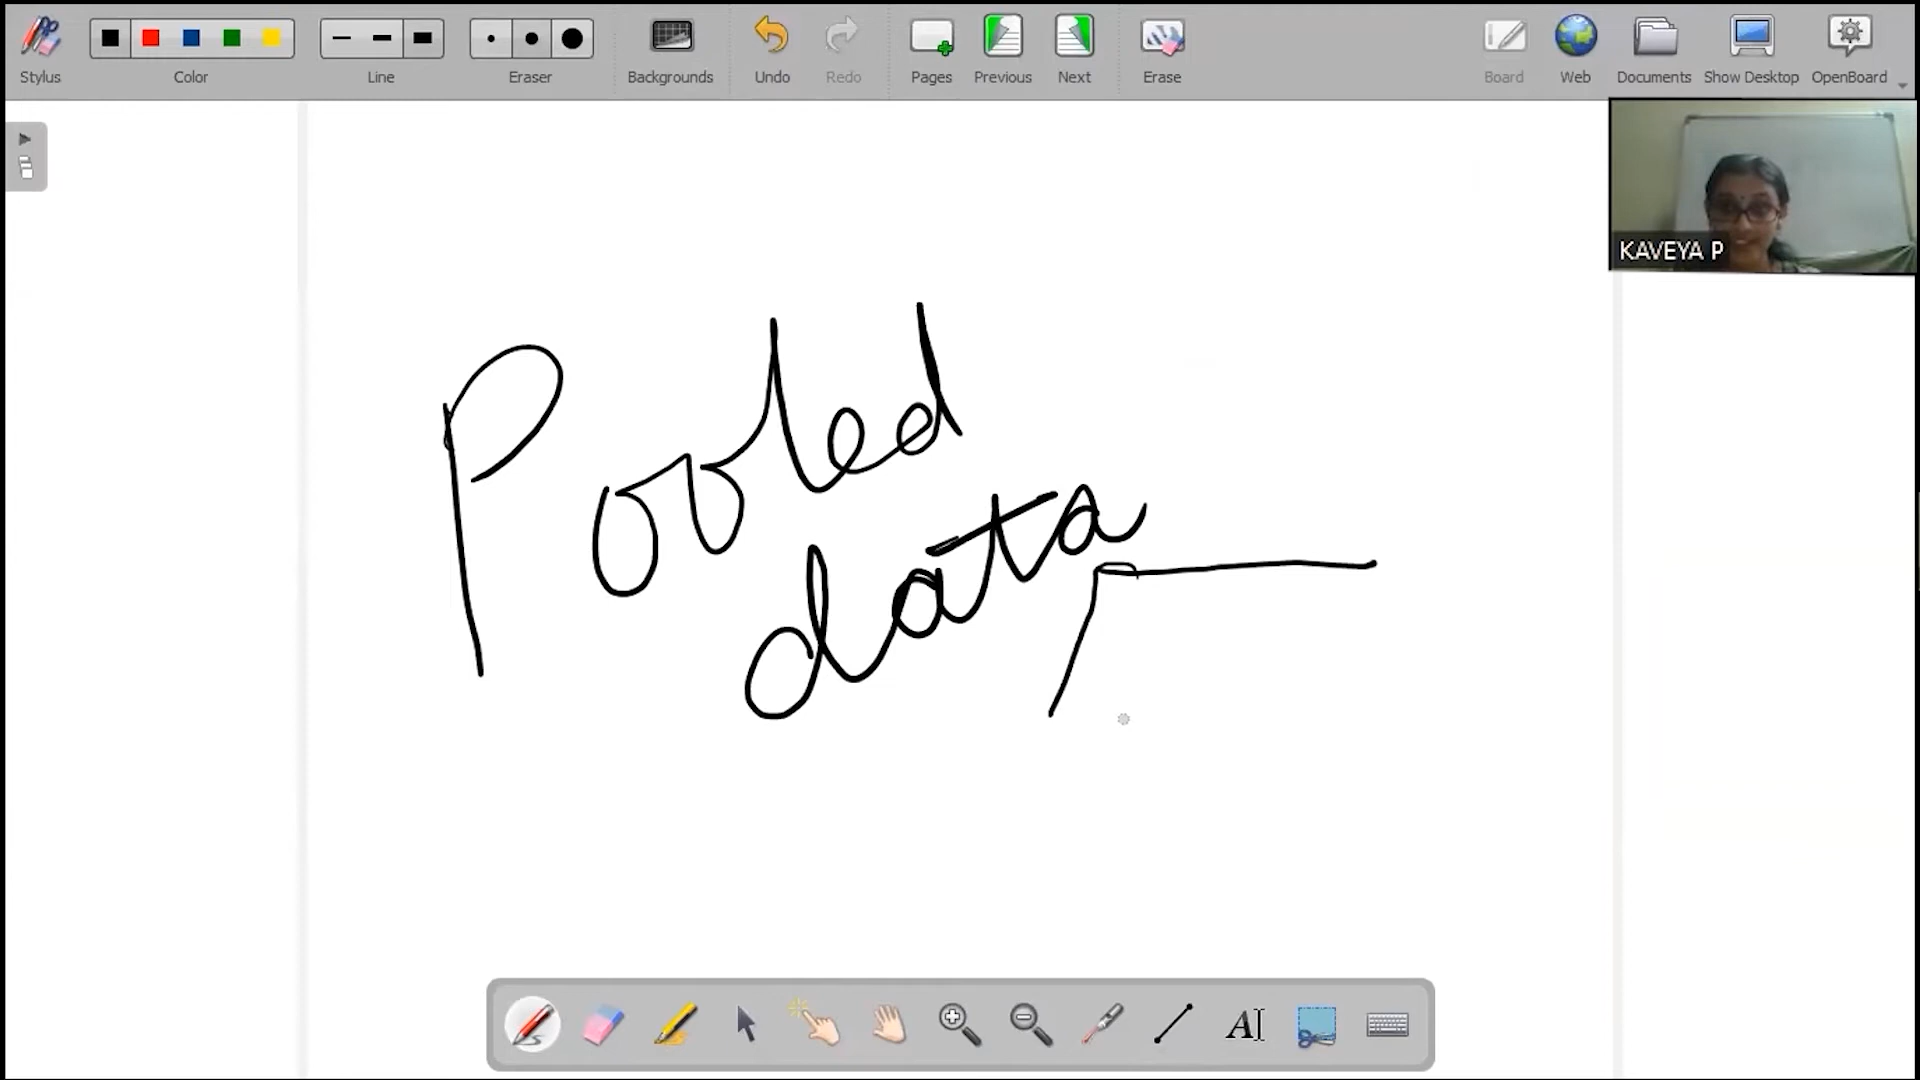 Stylus Color Line Eraser Backgrounds Undo Redo Pages Previous Next Erase Board Web Documents Show Desktop OpenBoard
KAVEYA P
Pooled
data